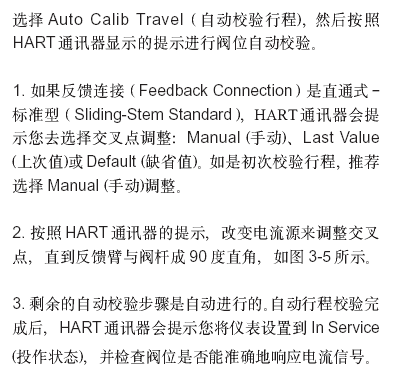 选择 Auto Calib Travel（自动校验行程), 然后按照
HART通讯器显示的提示进行阀位自动校验。
1. 如果反馈连接（Feedback Connection）是直通式－
标准型（Sliding-Stem Standard）, HART通讯器会提
示您去选择交叉点调整: Manual (手动)、Last Value
(上次值)或 Default (缺省值)。如是初次校验行程, 推荐
选择 Manual (手动)调整。
2. 按照 HART通讯器的提示, 改变电流源来调整交叉
点, 直到反馈臂与阀杆成 90 度直角, 如图 3-5 所示。
3. 剩余的自动校验步骤是自动进行的。自动行程校验完
成后, HART通讯器会提示您将仪表设置到 In Service
(投作状态), 并检查阀位是否能准确地响应电流信号。